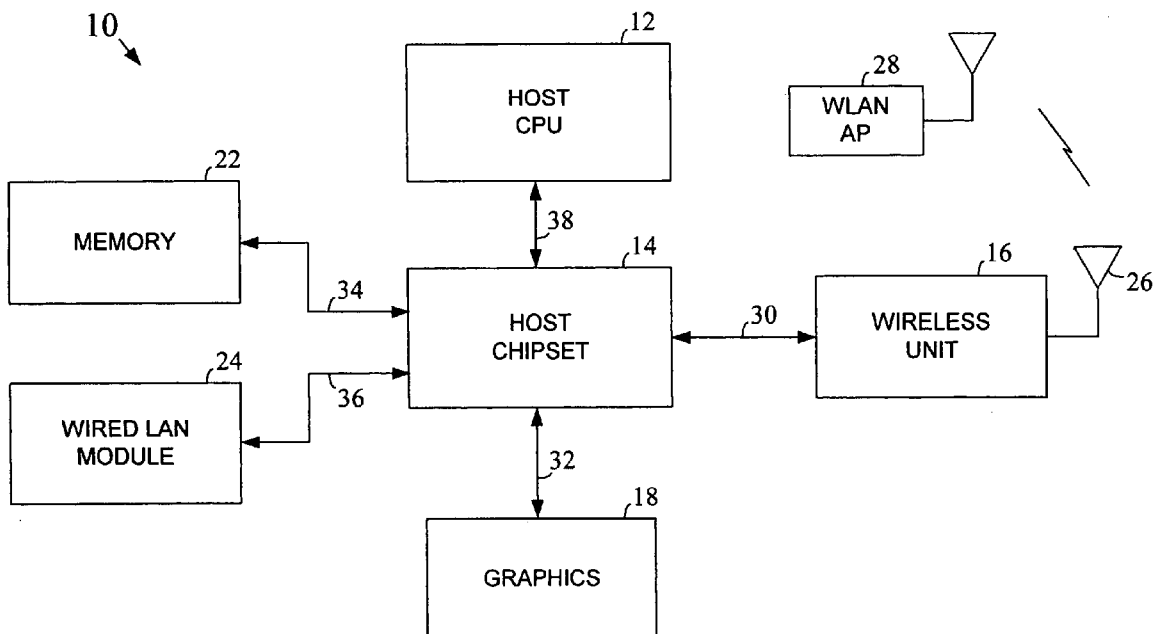 10
12
HOST
CPU
28
WLAN
AP
22
MEMORY
38
14
HOST
CHIPSET
34
30
16
WIRELESS
UNIT
26
24
WIRED LAN
MODULE
36
32
18
GRAPHICS